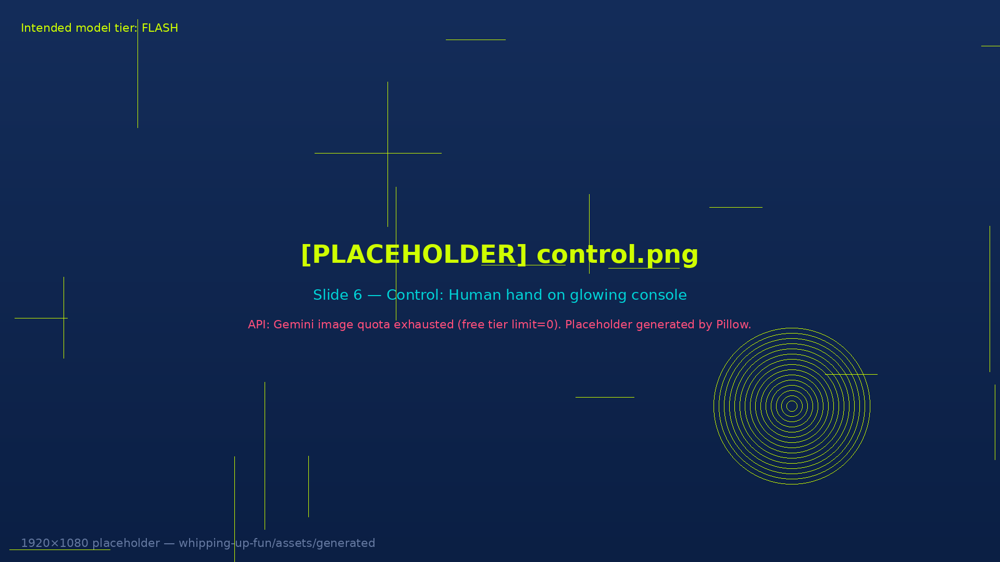 Intended model tier: FLASH
[PLACEHOLDER] control.png
Slide 6 — Control: Human hand on glowing console
API: Gemini image quota exhausted (free tier limit=0). Placeholder generated by Pillow.
1920×1080 placeholder — whipping-up-fun/assets/generated